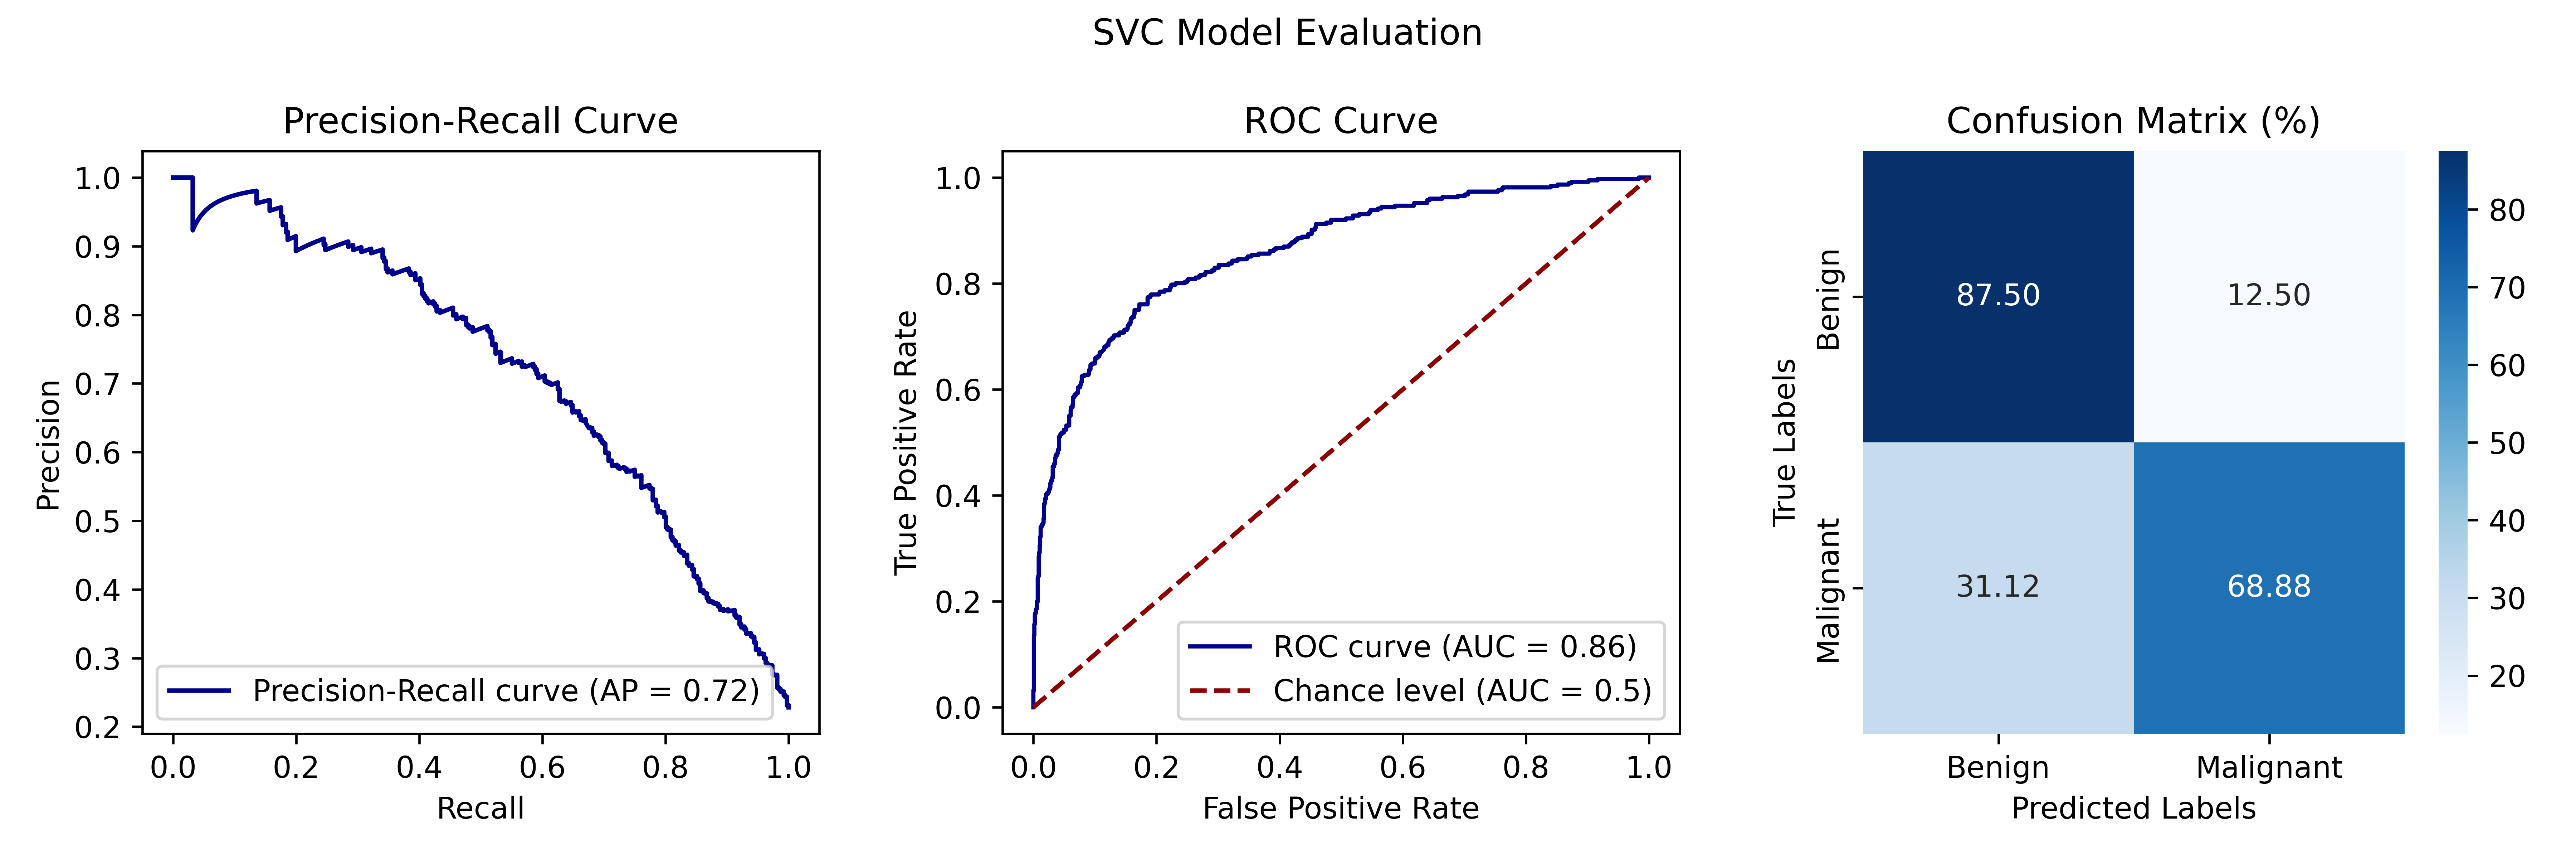 SVC Model Evaluation
Precision-Recall Curve
1.0
0.9
0.8
0.7
0.6
0.5
0.4
0.3
0.2
Precision
Precision-Recall curve (AP = 0.72)
0.0 0.2 0.4 0.6 0.8 1.0
Recall
ROC Curve
1.0
0.8
0.6
0.4
0.2
0.0
True Positive Rate
ROC curve (AUC = 0.86)
Chance level (AUC = 0.5)
0.0 0.2 0.4 0.6 0.8 1.0
False Positive Rate
Confusion Matrix (%)
True Labels
Benign
Malignant
87.50 12.50
31.12 68.88
Benign Malignant
Predicted Labels
80
70
60
50
40
30
20